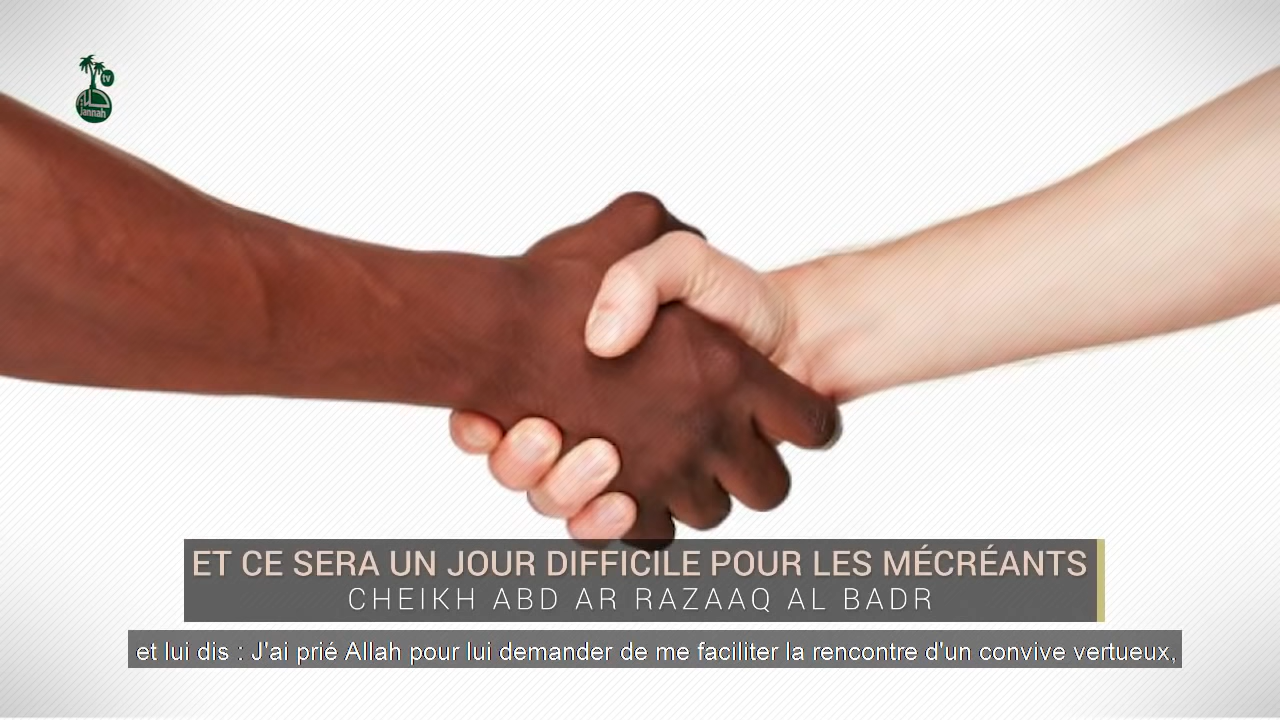 tv
Jannah
ET CE SERA UN JOUR DIFFICILE POUR LES MÉCRÉANTS
CHEIKH ABD AR RAZAAQ AL BADR
et lui dis : J'ai prié Allah pour lui demander de me faciliter la rencontre d'un convive vertueux,